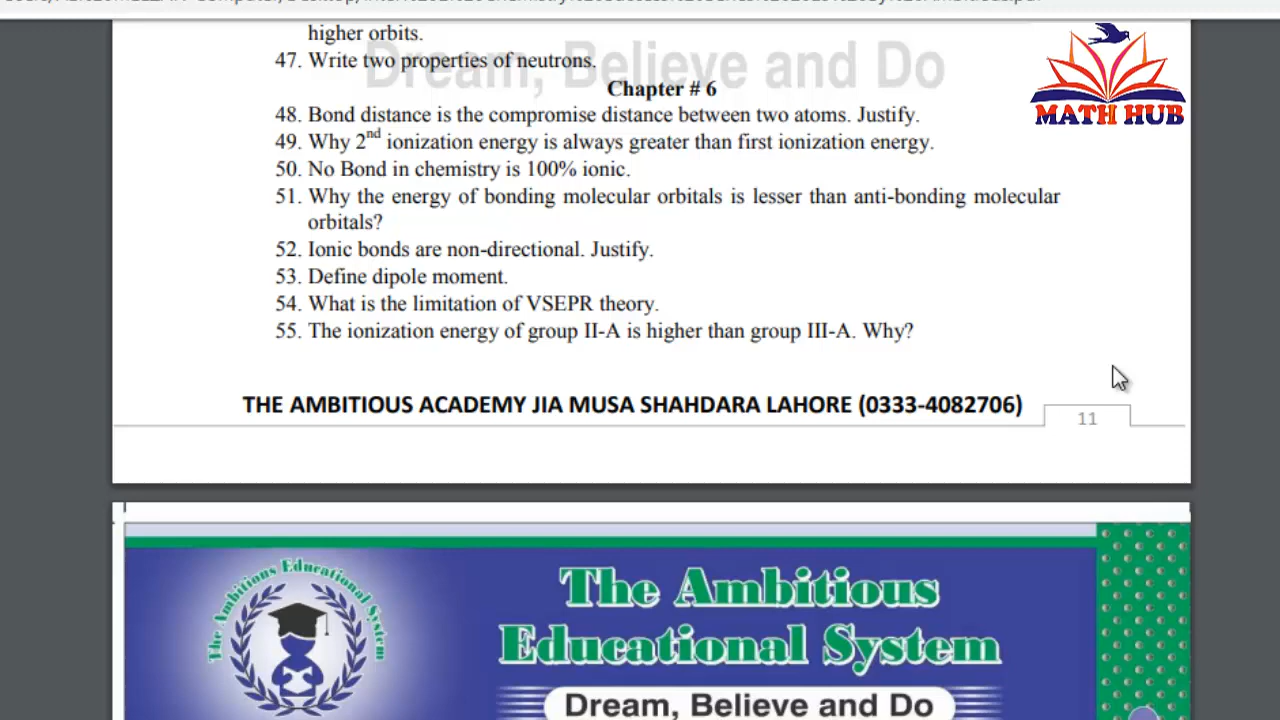 higher orbits.
47. Write two properties of neutrons.
Dream, Believe and Do
Chapter # 6
MATH HUB
48. Bond distance is the compromise distance between two atoms. Justify.
49. Why 2nd ionization energy is always greater than first ionization energy.
50. No Bond in chemistry is 100% ionic.
51. Why the energy of bonding molecular orbitals is lesser than anti-bonding molecular
orbitals?
52. Ionic bonds are non-directional. Justify.
53. Define dipole moment.
54. What is the limitation of VSEPR theory.
55. The ionization energy of group II-A is higher than group III-A. Why?
THE AMBITIOUS ACADEMY JIA MUSA SHAHDARA LAHORE (0333-4082706)
11
The Ambitious Educational System
The Ambitious
Educational System
Dream, Believe and Do